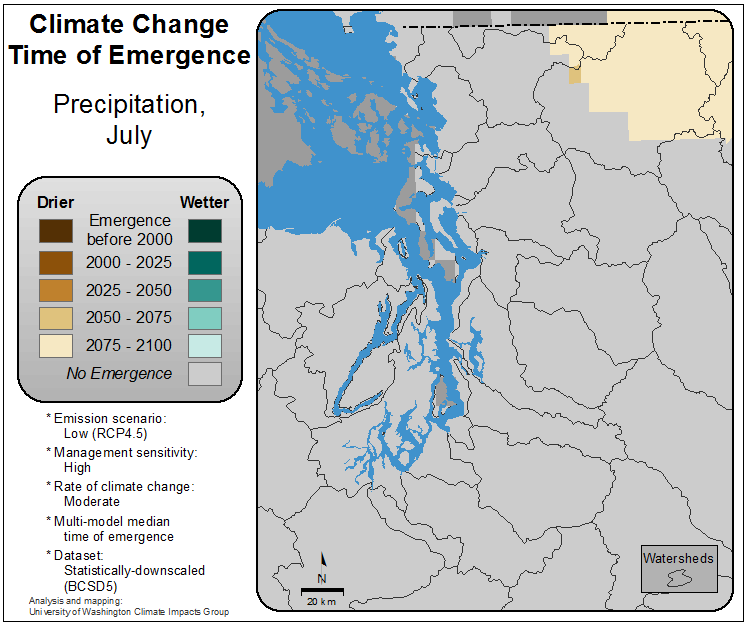 Climate Change
Time of Emergence
Precipitation,
July
Drier
Wetter
Emergence
before 2000
2000 - 2025
2025 - 2050
2050 - 2075
2075 - 2100
No Emergence
* Emission scenario:
Low (RCP4.5)
* Management sensitivity:
High
* Rate of climate change:
Moderate
* Multi-model median
time of emergence
* Dataset:
Statistically-downscaled
(BCSD5)
Analysis and mapping:
University of Washington Climate Impacts Group
N
20 km
Watersheds